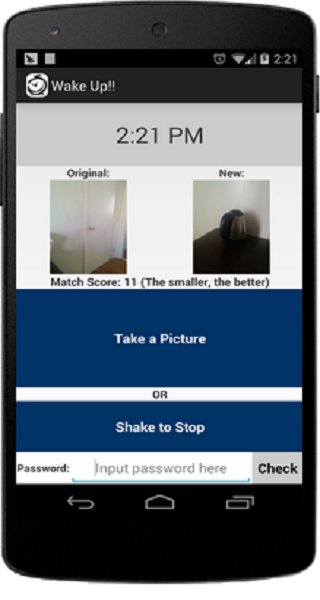 2:21
Wake Up!!
2:21 PM
Original: New:
Match Score: 11 (The smaller, the better)
Take a Picture
OR
Shake to Stop
Password: Input password here Check